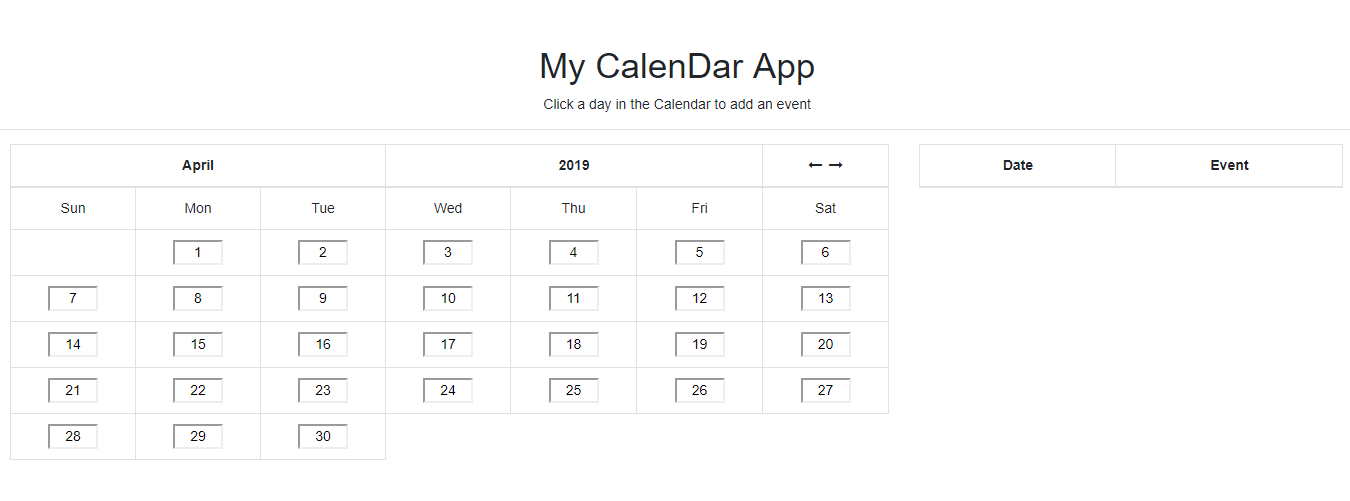 My CalenDar App
Click a day in the Calendar to add an event
April 2019 ← → Date Event
Sun Mon Tue Wed Thu Fri Sat
1 2 3 4 5 6
7 8 9 10 11 12 13
14 15 16 17 18 19 20
21 22 23 24 25 26 27
28 29 30